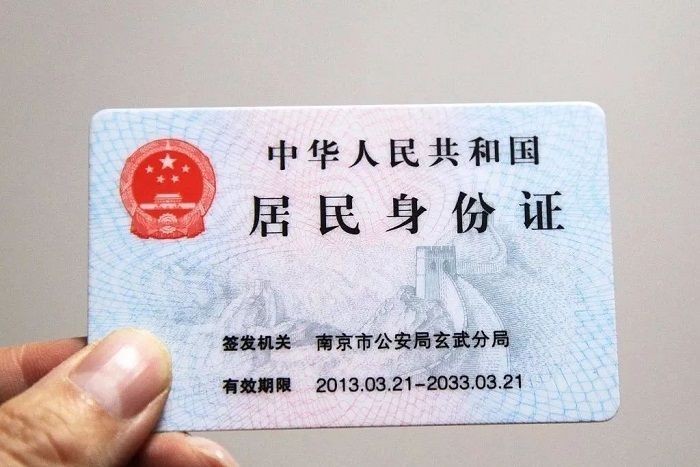 中华人民共和国
居民身份证
签发机关 南京市公安局玄武分局
有效期限 2013.03.21-2033.03.21